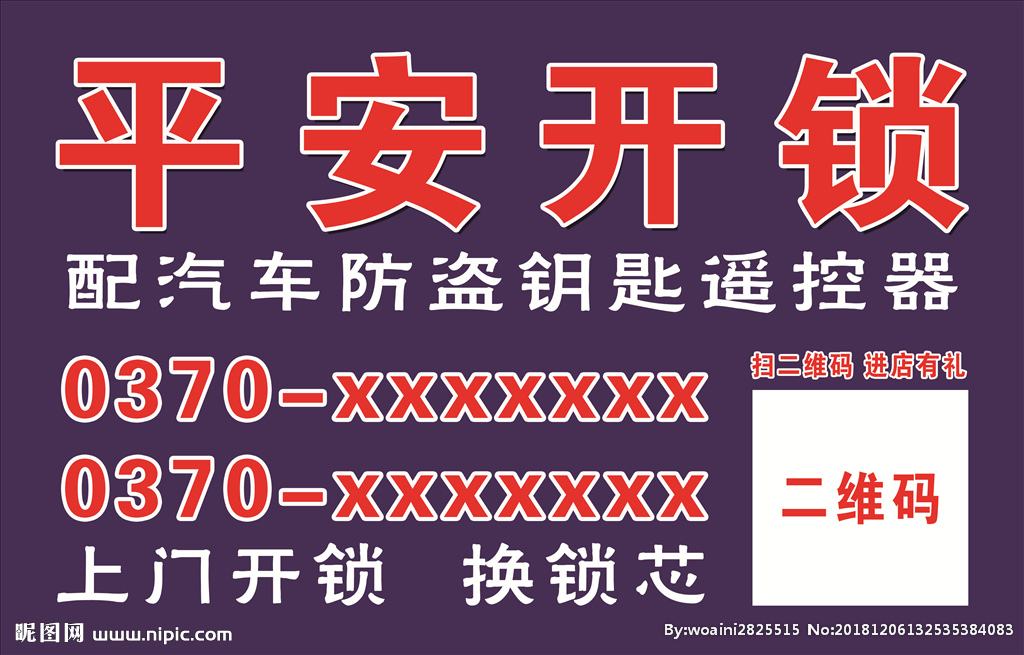 平安开锁
配汽车防盗钥匙遥控器
0370-xxxxxxx
0370-xxxxxxx
上门开锁 换锁芯
扫二维码 进店有礼
二维码
昵图网 www.nipic.com
By:woaini2825515 No:20181206132535384083